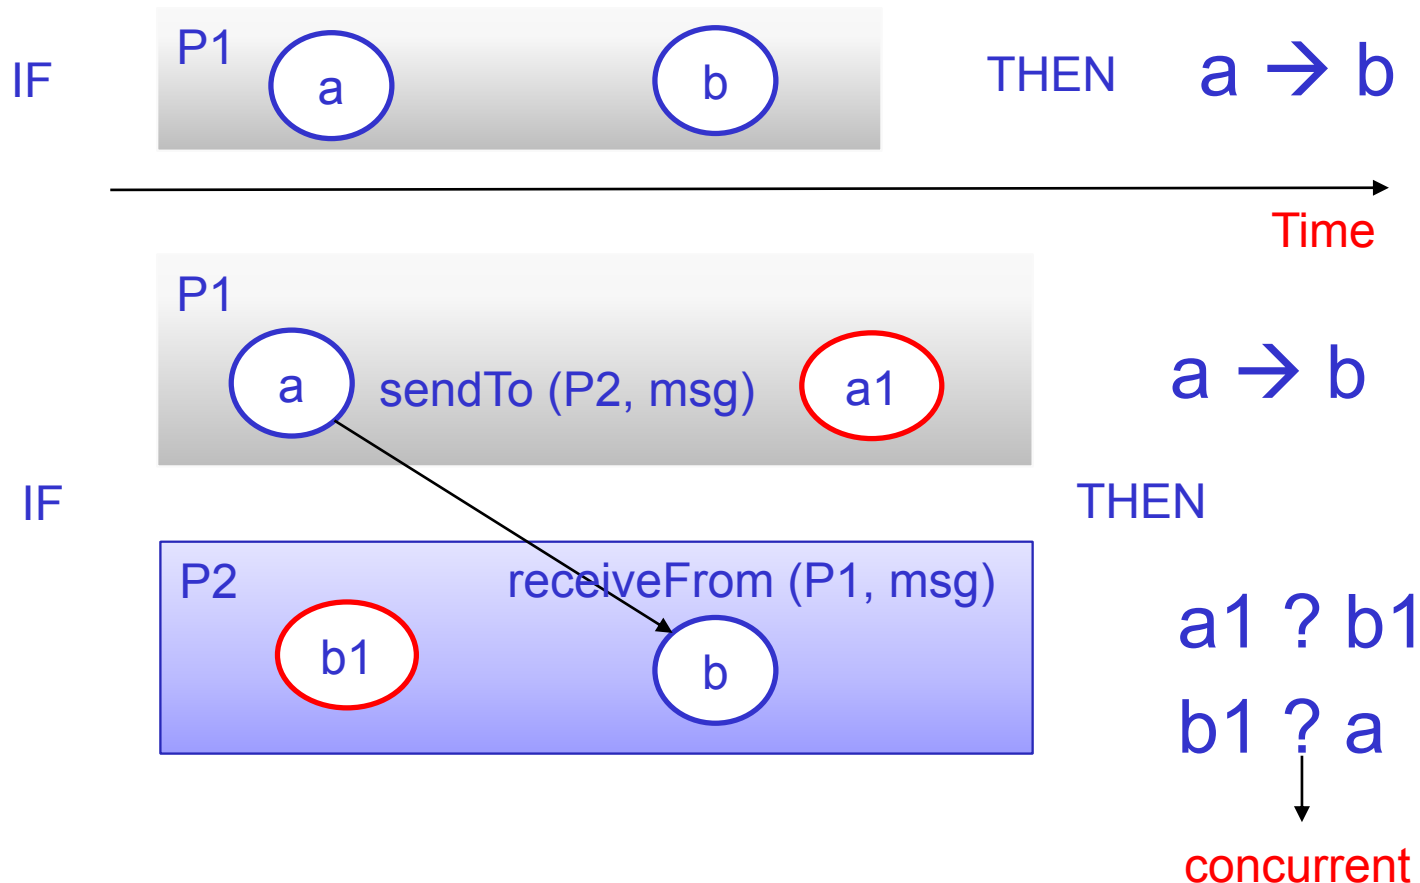 IF
P1
a
b
THEN
a → b
Time
P1
a
sendTo (P2, msg)
a1
a → b
IF
THEN
P2
receiveFrom (P1, msg)
b1
b
a1 ? b1
b1 ? a
concurrent